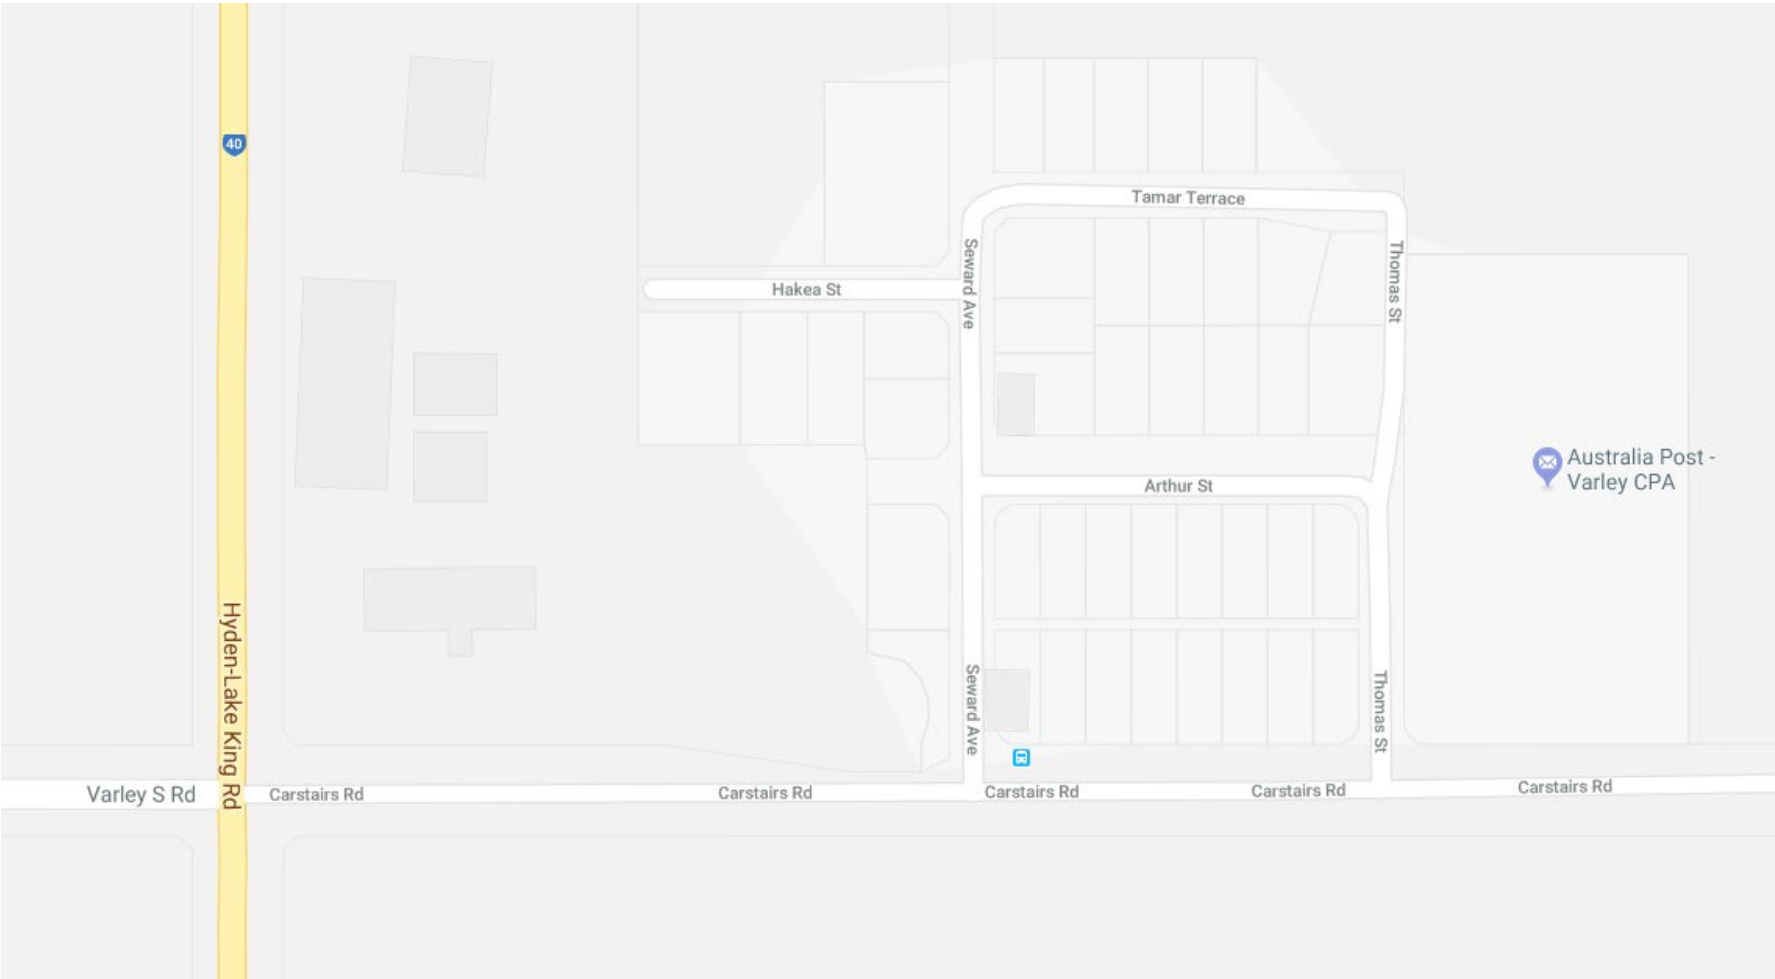 40
Tamar Terrace
Seward Ave
Thomas St
Hakea St
Australia Post -
Varley CPA
Arthur St
Hyden-Lake King Rd
Seward Ave
Thomas St
Varley S Rd
Carstairs Rd
Carstairs Rd
Carstairs Rd
Carstairs Rd
Carstairs Rd